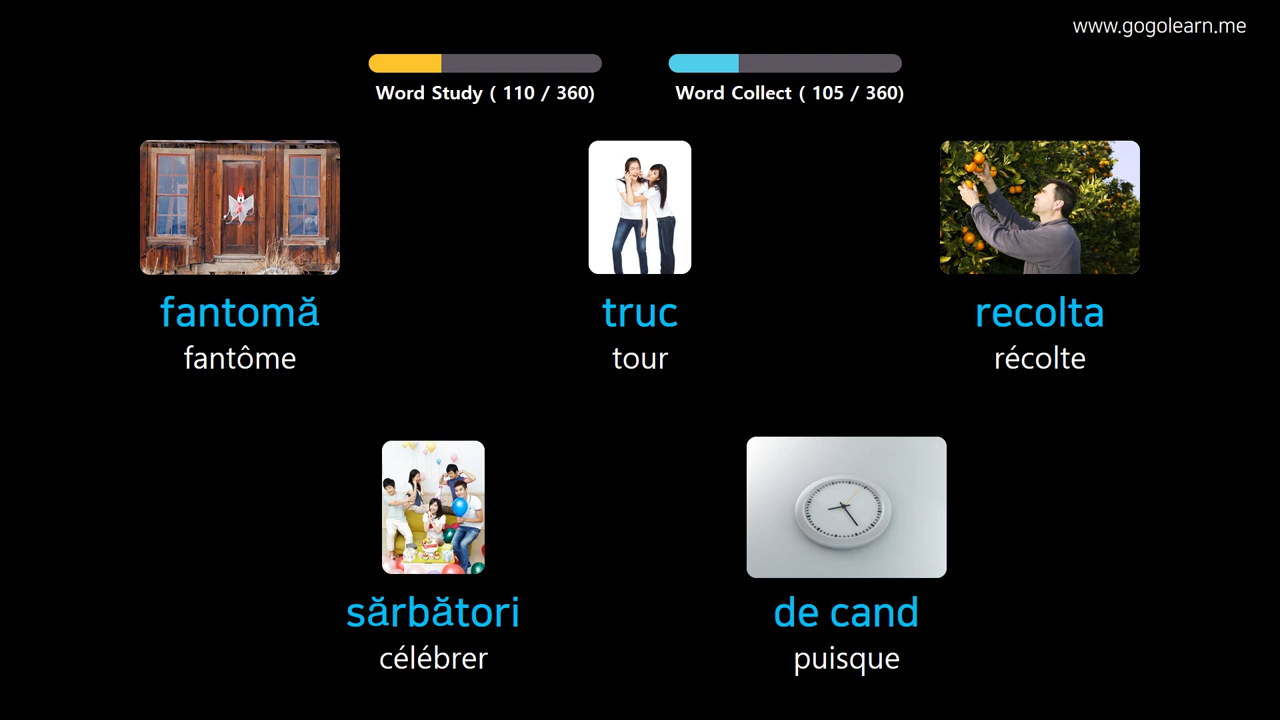 www.gogolearn.me
Word Study ( 110 / 360)
Word Collect ( 105 / 360)
fantomă
fantôme
truc
tour
recolta
récolte
sărbători
célébrer
de cand
puisque